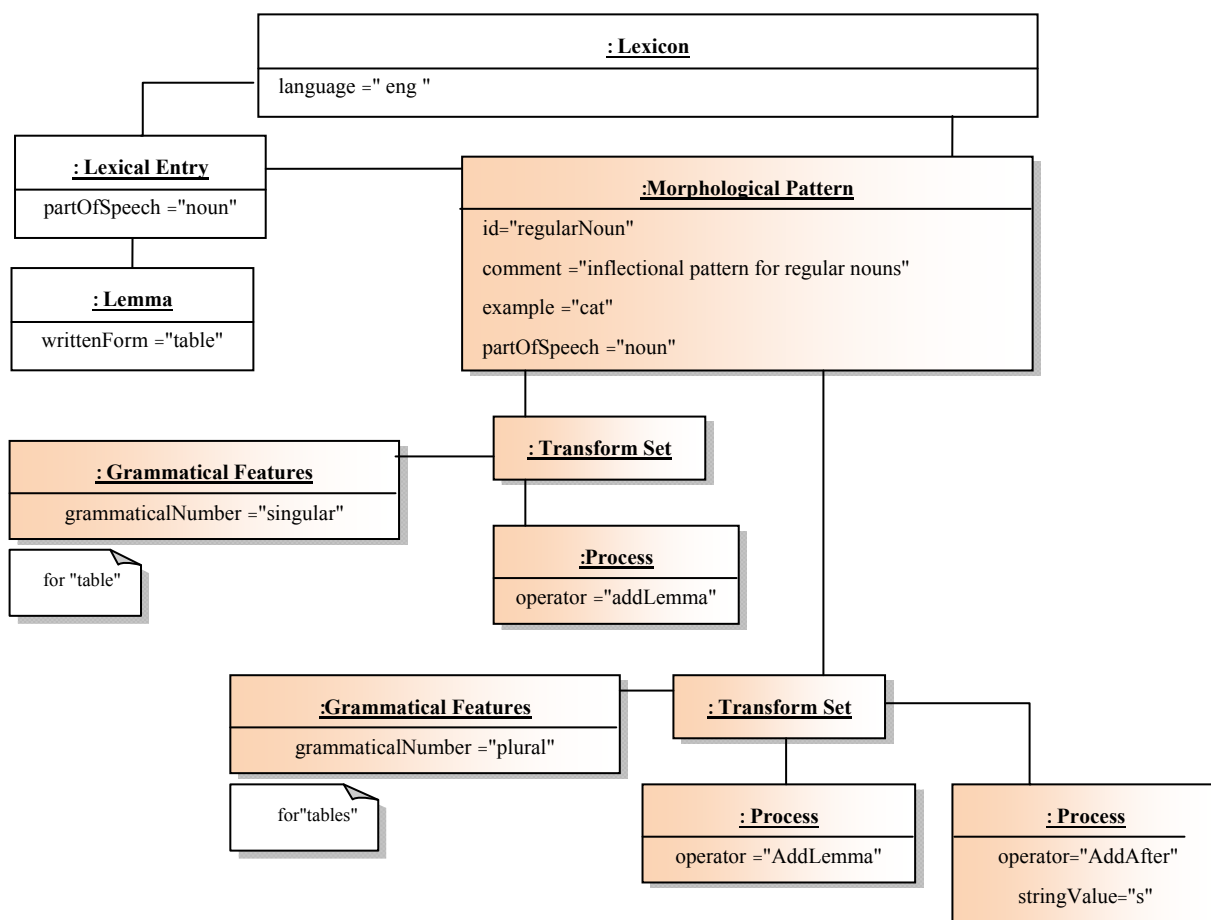 : Lexicon
language =" eng "
: Lexical Entry
partOfSpeech ="noun"
:Morphological Pattern
id="regularNoun"
comment ="inflectional pattern for regular nouns"
example ="cat"
partOfSpeech ="noun"
: Lemma
writtenForm ="table"
: Transform Set
: Grammatical Features
grammaticalNumber ="singular"
for "table"
:Process
operator ="addLemma"
:Grammatical Features
grammaticalNumber ="plural"
for"tables"
: Transform Set
: Process
operator ="AddLemma"
: Process
operator="AddAfter"
stringValue="s"